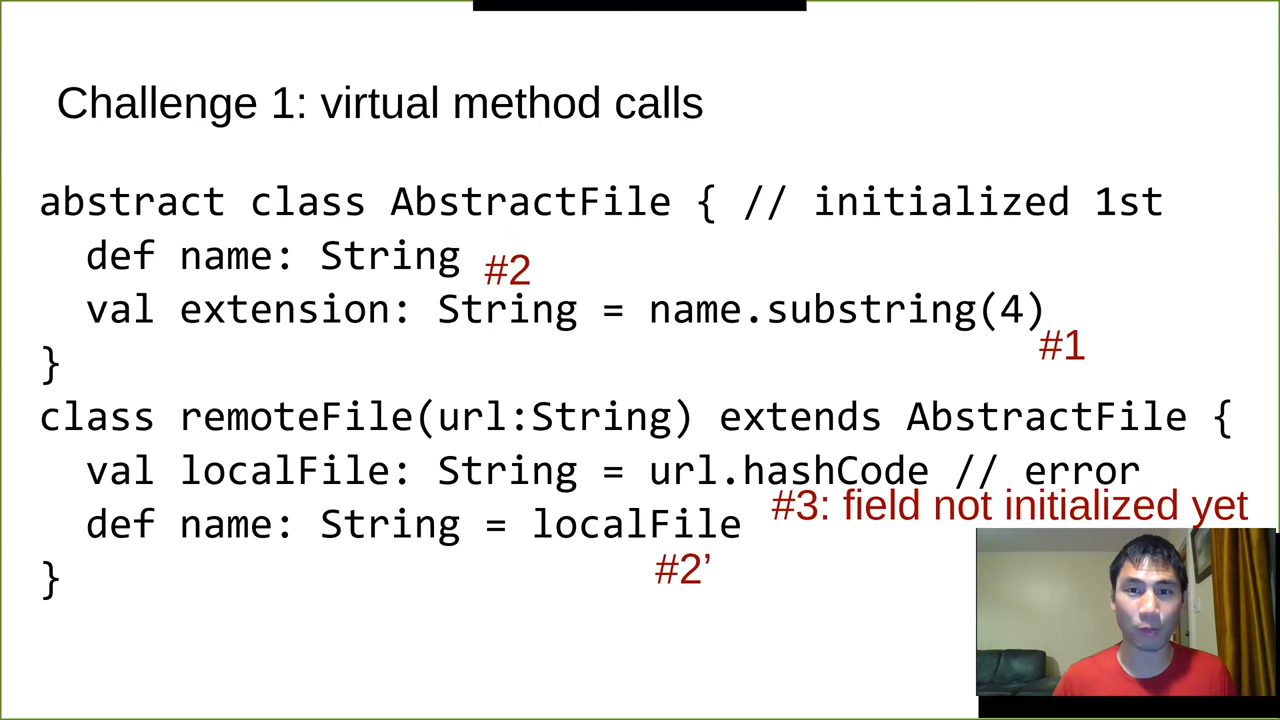 Challenge 1: virtual method calls
abstract class AbstractFile { // initialized 1st
def name: String #2
val extension: String = name.substring(4)
#1
}
class remoteFile(url:String) extends AbstractFile {
val localFile: String = url.hashCode // error
#3: field not initialized yet
def name: String = localFile
#2’
}